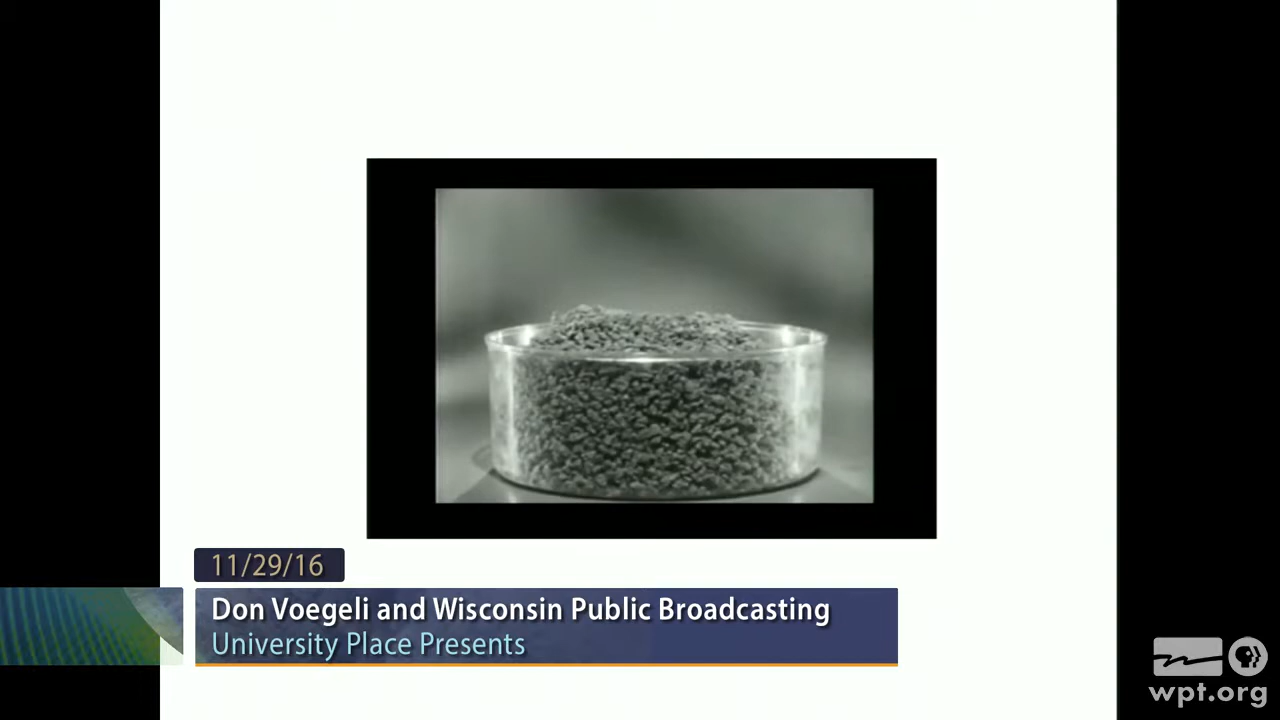 11/29/16
Don Voegeli and Wisconsin Public Broadcasting
University Place Presents
wpt.org